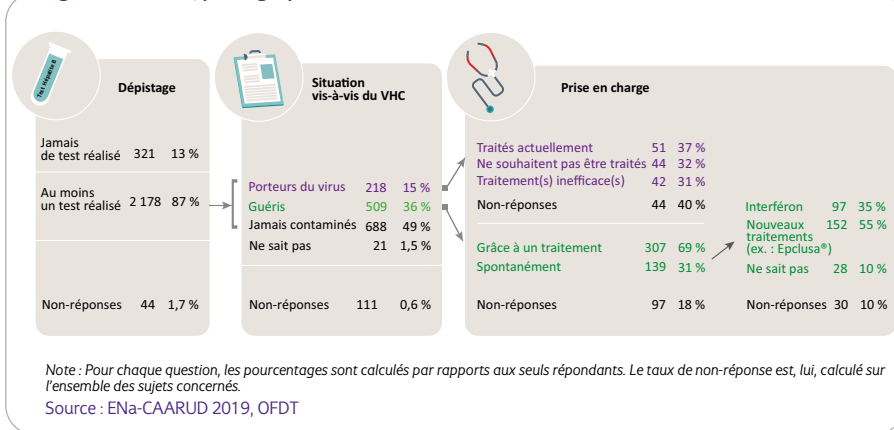 Test Hépatite B
Dépistage
Jamais
de test réalisé 321 13 %
Au moins
un test réalisé 2 178 87 %
Non-réponses 44 1,7 %
Situation
vis-à-vis du VHC
Porteurs du virus 218 15 %
Guéris 509 36 %
Jamais contaminés 688 49 %
Ne sait pas 21 1,5 %
Non-réponses 111 0,6 %
Prise en charge
Traités actuellement 51 37 %
Ne souhaitent pas être traités 44 32 %
Traitement(s) inefficace(s) 42 31 %
Non-réponses 44 40 %
Grâce à un traitement 307 69 %
Spontanément 139 31 %
Non-réponses 97 18 %
Interféron 97 35 %
Nouveaux 152 55 %
traitements
(ex. : Epclusa®)
Ne sait pas 28 10 %
Non-réponses 30 10 %
Note : Pour chaque question, les pourcentages sont calculés par rapports aux seuls répondants. Le taux de non-réponse est, lui, calculé sur
l'ensemble des sujets concernés.
Source : ENa-CAARUD 2019, OFDT